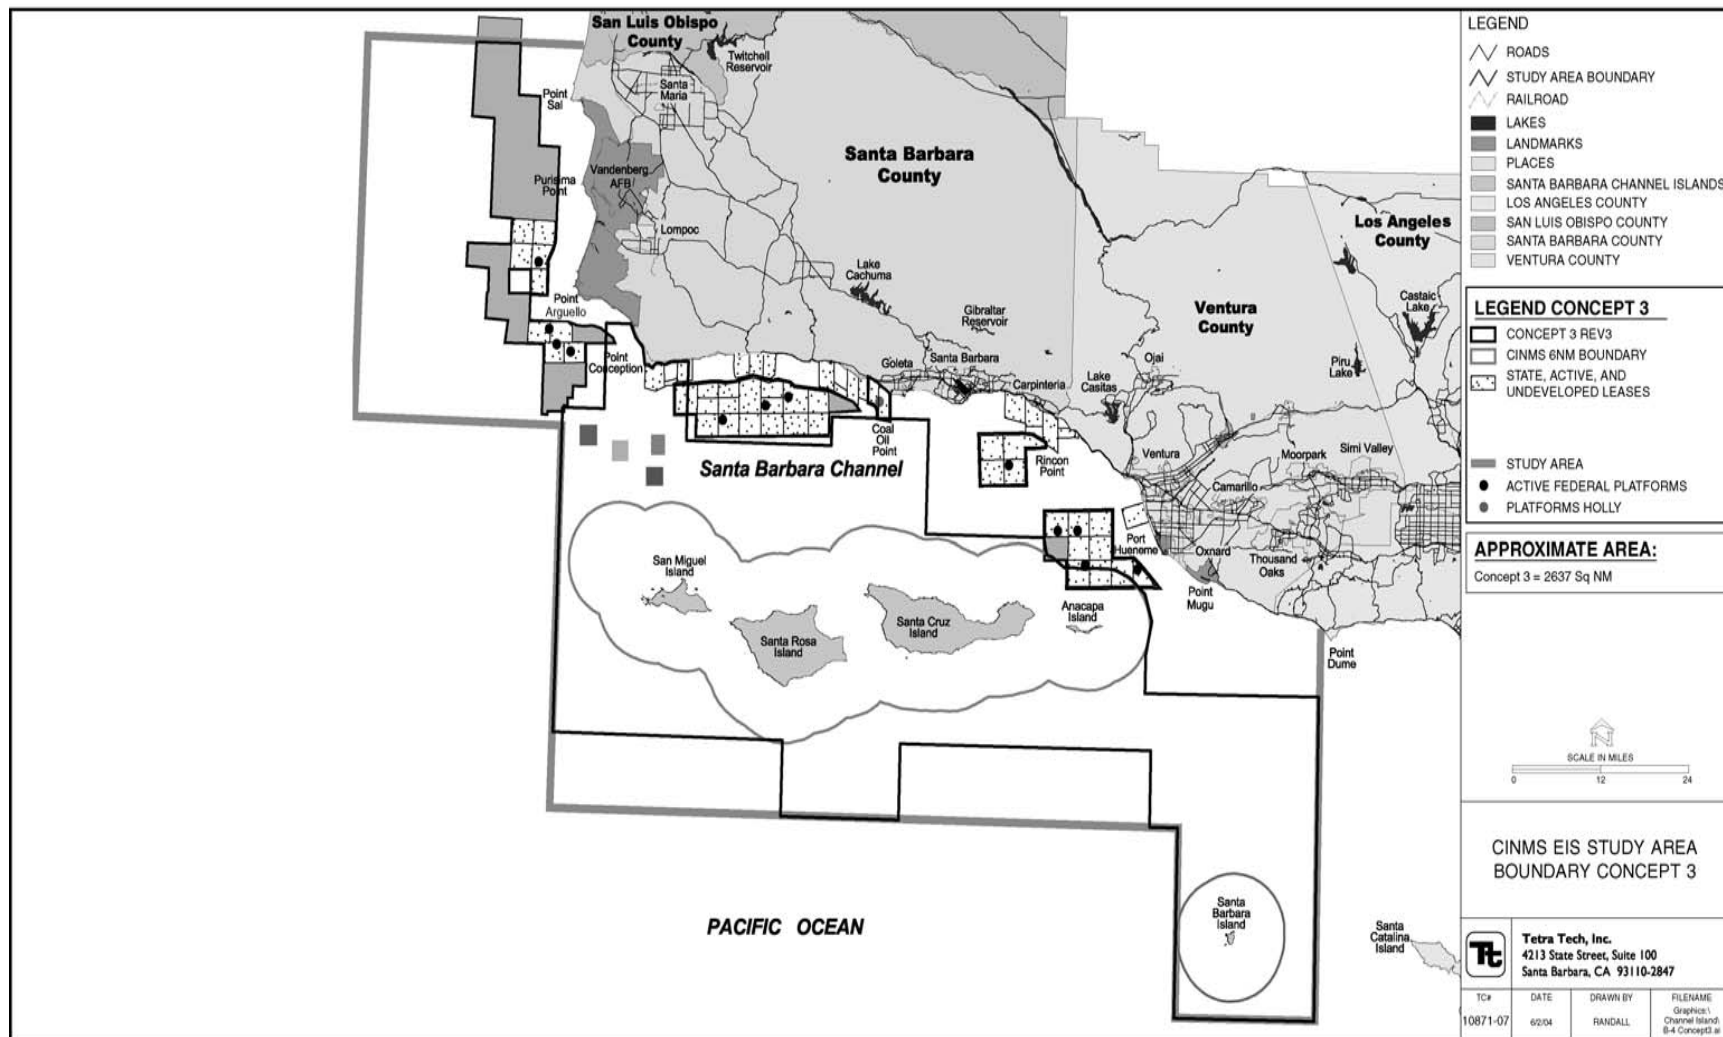 San Luis Obispo
County
Twitchell
Reservoir
Santa
Maria
Point
Sal
Vandenberg
AFB
Purisima
Point
Lompoc
Santa Barbara
County
Lake
Cachuma
Gibraltar
Reservoir
Los Angeles
County
Ventura
County
Castaic
Lake
Piru
Lake
Point
Arguello
Point
Conception
Goleta
Santa Barbara
Carpinteria
Lake
Casitas
Ojai
Coal
Oil
Point
Santa Barbara Channel
Rincon
Point
Ventura
Moorpark
Simi Valley
Camarillo
Port
Hueneme
Oxnard
Thousand
Oaks
Point
Mugu
Point
Dume
San Miguel
Island
Santa Rosa
Island
Santa Cruz
Island
Anacapa
Island
Santa
Barbara
Island
Santa
Catalina
Island
PACIFIC OCEAN
LEGEND
ROADS
STUDY AREA BOUNDARY
RAILROAD
LAKES
LANDMARKS
PLACES
SANTA BARBARA CHANNEL ISLANDS
LOS ANGELES COUNTY
SAN LUIS OBISPO COUNTY
SANTA BARBARA COUNTY
VENTURA COUNTY
LEGEND CONCEPT 3
CONCEPT 3 REV3
CINMS 6NM BOUNDARY
STATE, ACTIVE, AND
UNDEVELOPED LEASES
STUDY AREA
ACTIVE FEDERAL PLATFORMS
PLATFORMS HOLLY
APPROXIMATE AREA:
Concept 3 = 2637 Sq NM
N
SCALE IN MILES
0 12 24
CINMS EIS STUDY AREA
BOUNDARY CONCEPT 3
Tt
Tetra Tech, Inc.
4213 State Street, Suite 100
Santa Barbara, CA 93110-2847
TC# DATE DRAWN BY FILENAME
10871-07 6/2/04 RANDALL Graphics:\
Channel Island\
B-4 Concept3.ai